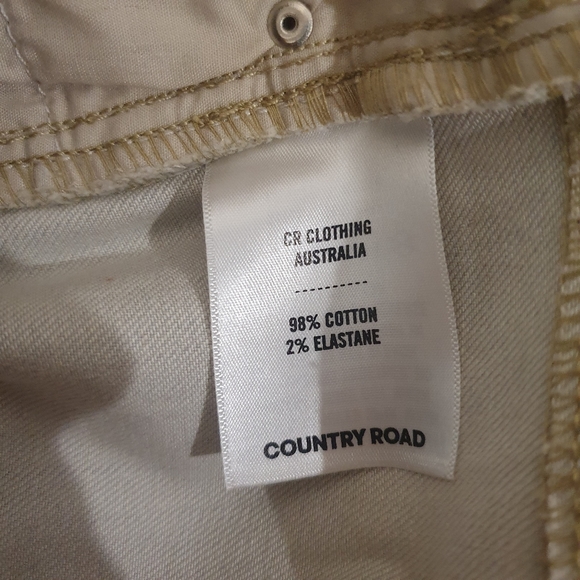 CR CLOTHING
AUSTRALIA
----------
98% COTTON
2% ELASTANE
COUNTRY ROAD